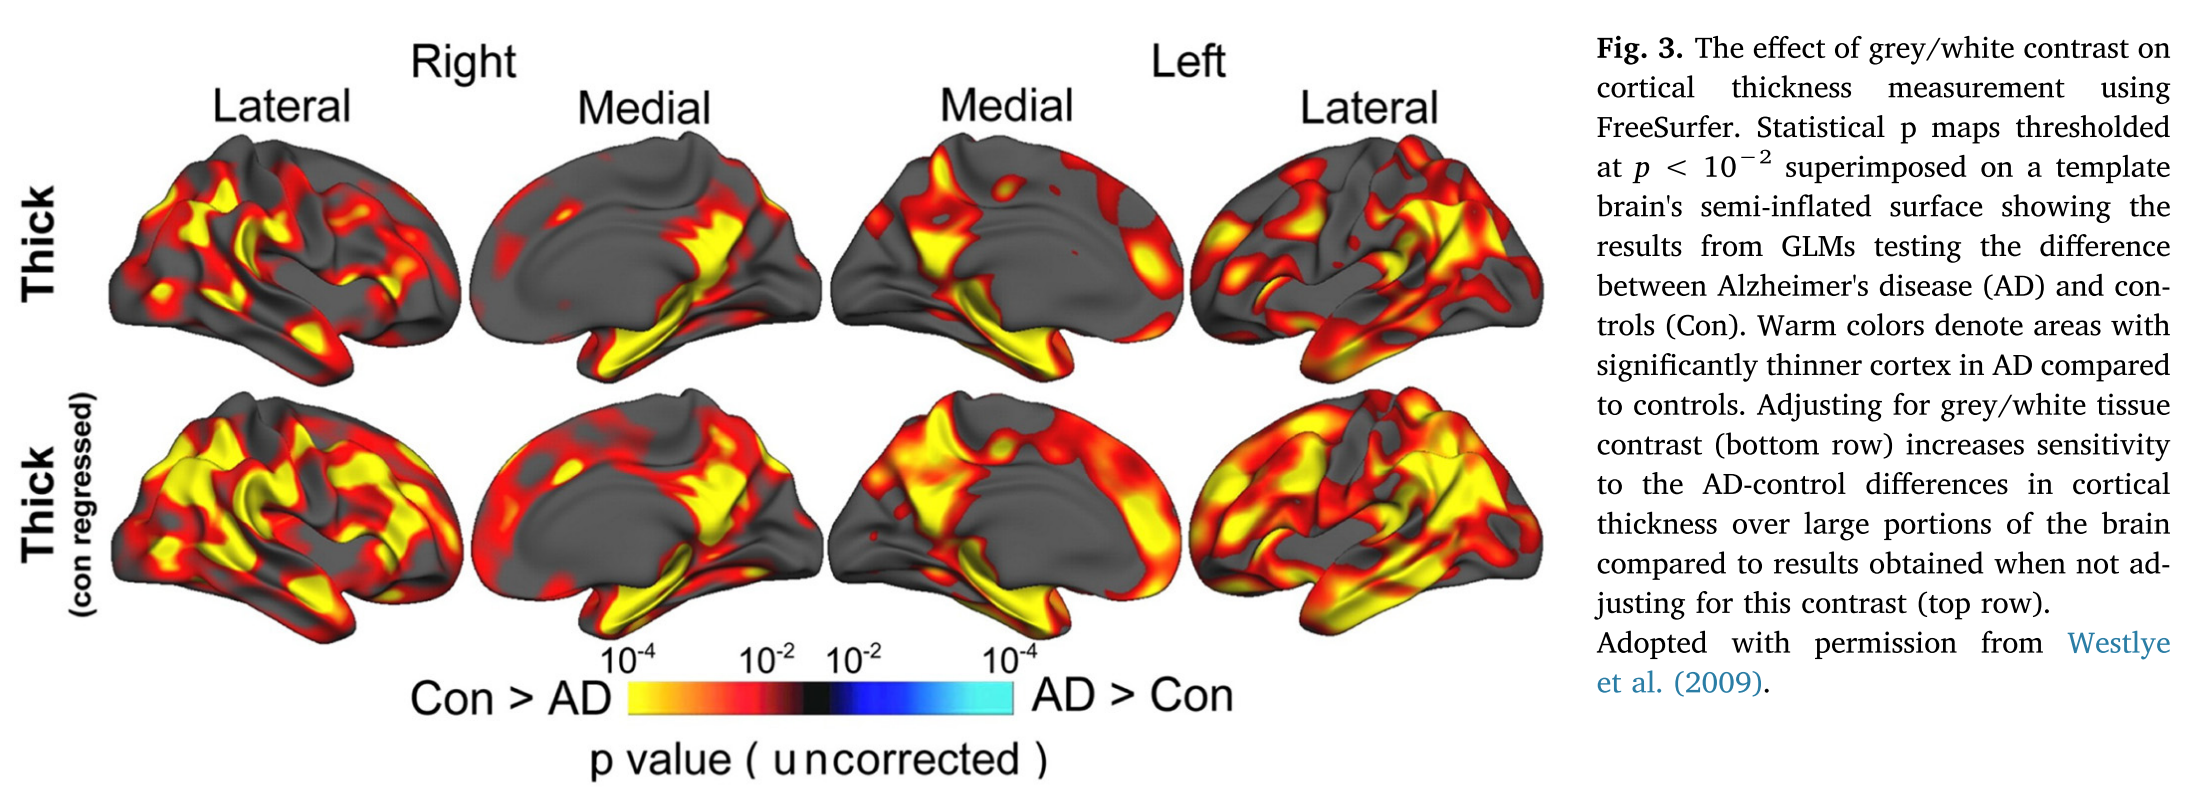 Right
Left
Lateral
Medial
Medial
Lateral
Thick
Thick
(con regressed)
10-4
10-2
10-2
10-4
Con > AD
AD > Con
p value ( uncorrected )
Fig. 3. The effect of grey/white contrast on
cortical thickness measurement using
FreeSurfer. Statistical p maps thresholded
at p < 10−2 superimposed on a template
brain's semi-inflated surface showing the
results from GLMs testing the difference
between Alzheimer's disease (AD) and con-
trols (Con). Warm colors denote areas with
significantly thinner cortex in AD compared
to controls. Adjusting for grey/white tissue
contrast (bottom row) increases sensitivity
to the AD-control differences in cortical
thickness over large portions of the brain
compared to results obtained when not ad-
justing for this contrast (top row).
Adopted with permission from Westlye
et al. (2009).